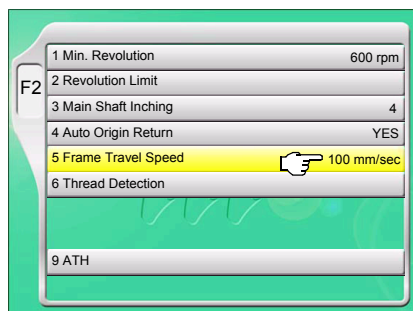 F2
1 Min. Revolution 600 rpm
2 Revolution Limit
3 Main Shaft Inching 4
4 Auto Origin Return YES
5 Frame Travel Speed 100 mm/sec
6 Thread Detection
9 ATH